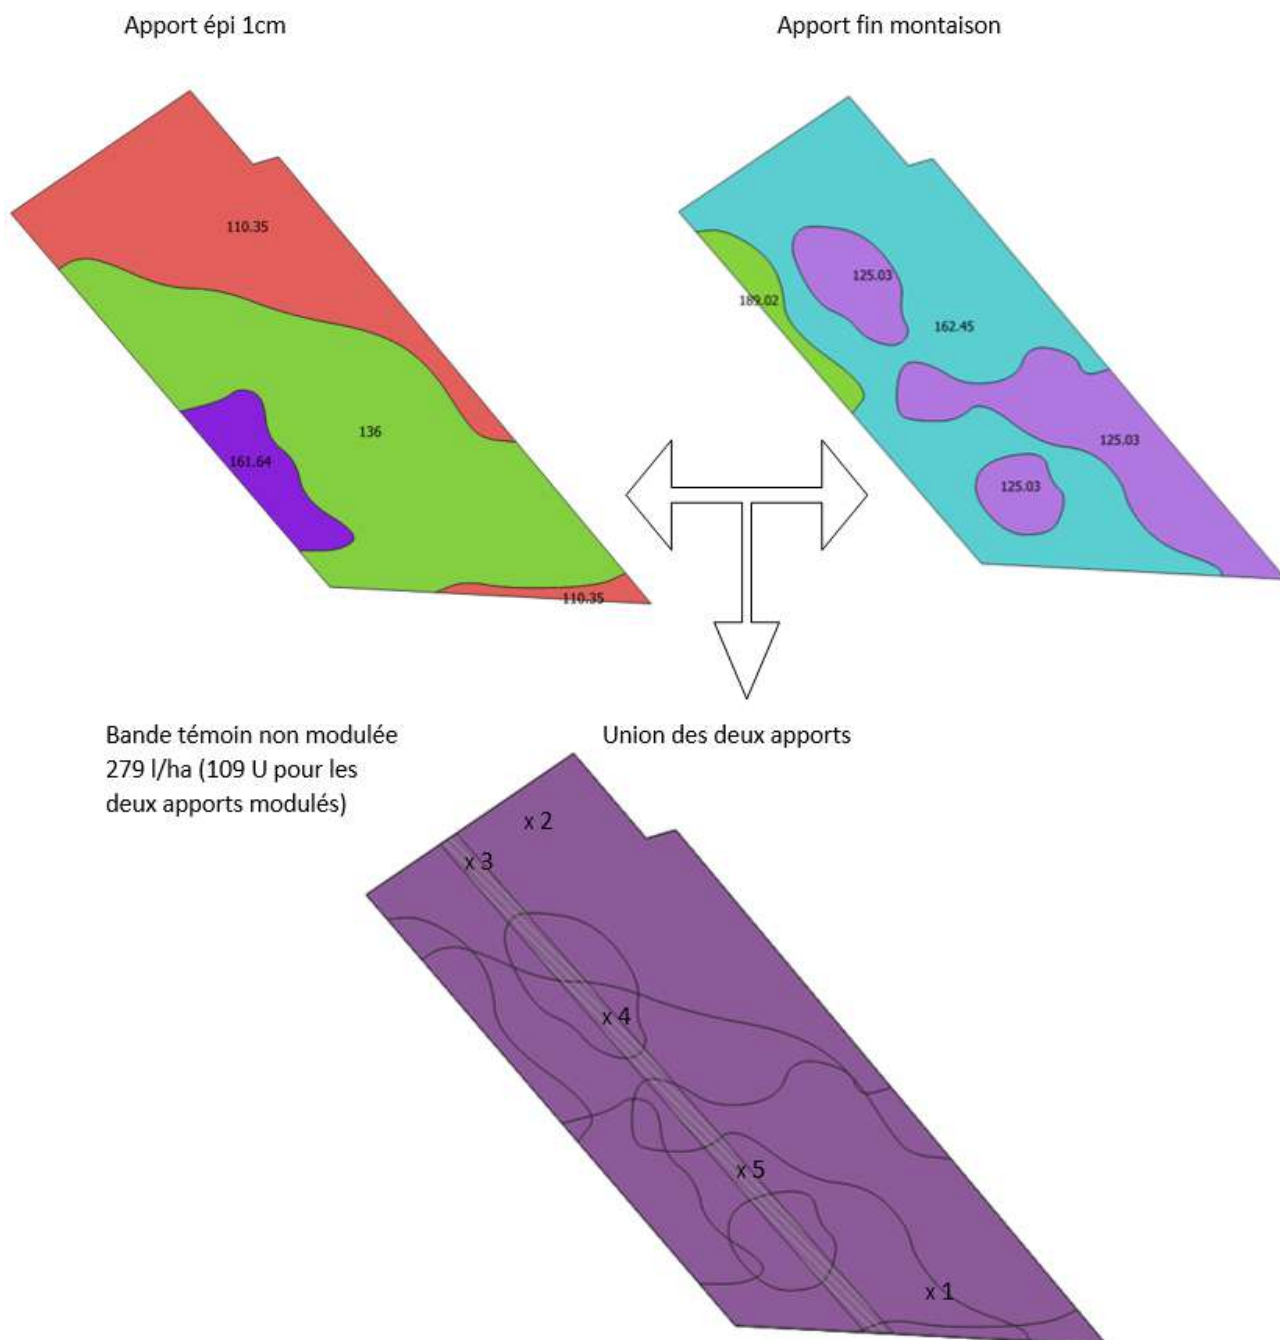 Apport épi 1cm
Apport fin montaison
110.35
136
161.64
110.35
125.03
189.02
162.45
125.03
125.03
Bande témoin non modulée
279 l/ha (109 U pour les
deux apports modulés)
Union des deux apports
x 2
x 3
x 4
x 5
x 1